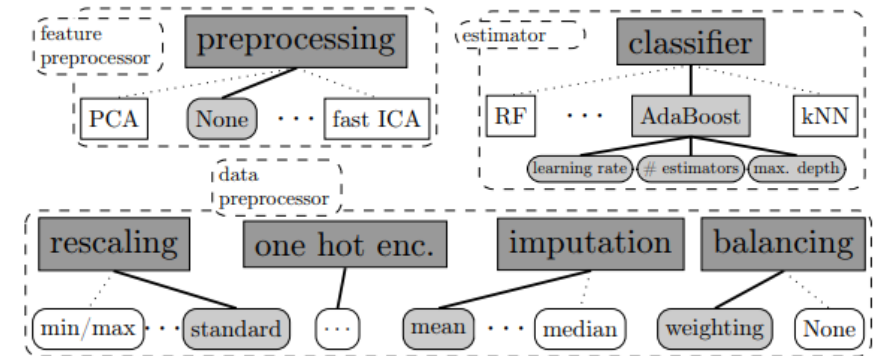 feature
preprocessor
preprocessing
PCA
None
···
fast ICA
estimator
classifier
RF
···
AdaBoost
kNN
learning rate
# estimators
max. depth
data
preprocessor
rescaling
one hot enc.
imputation
balancing
min/max
···
standard
···
mean
···
median
weighting
None